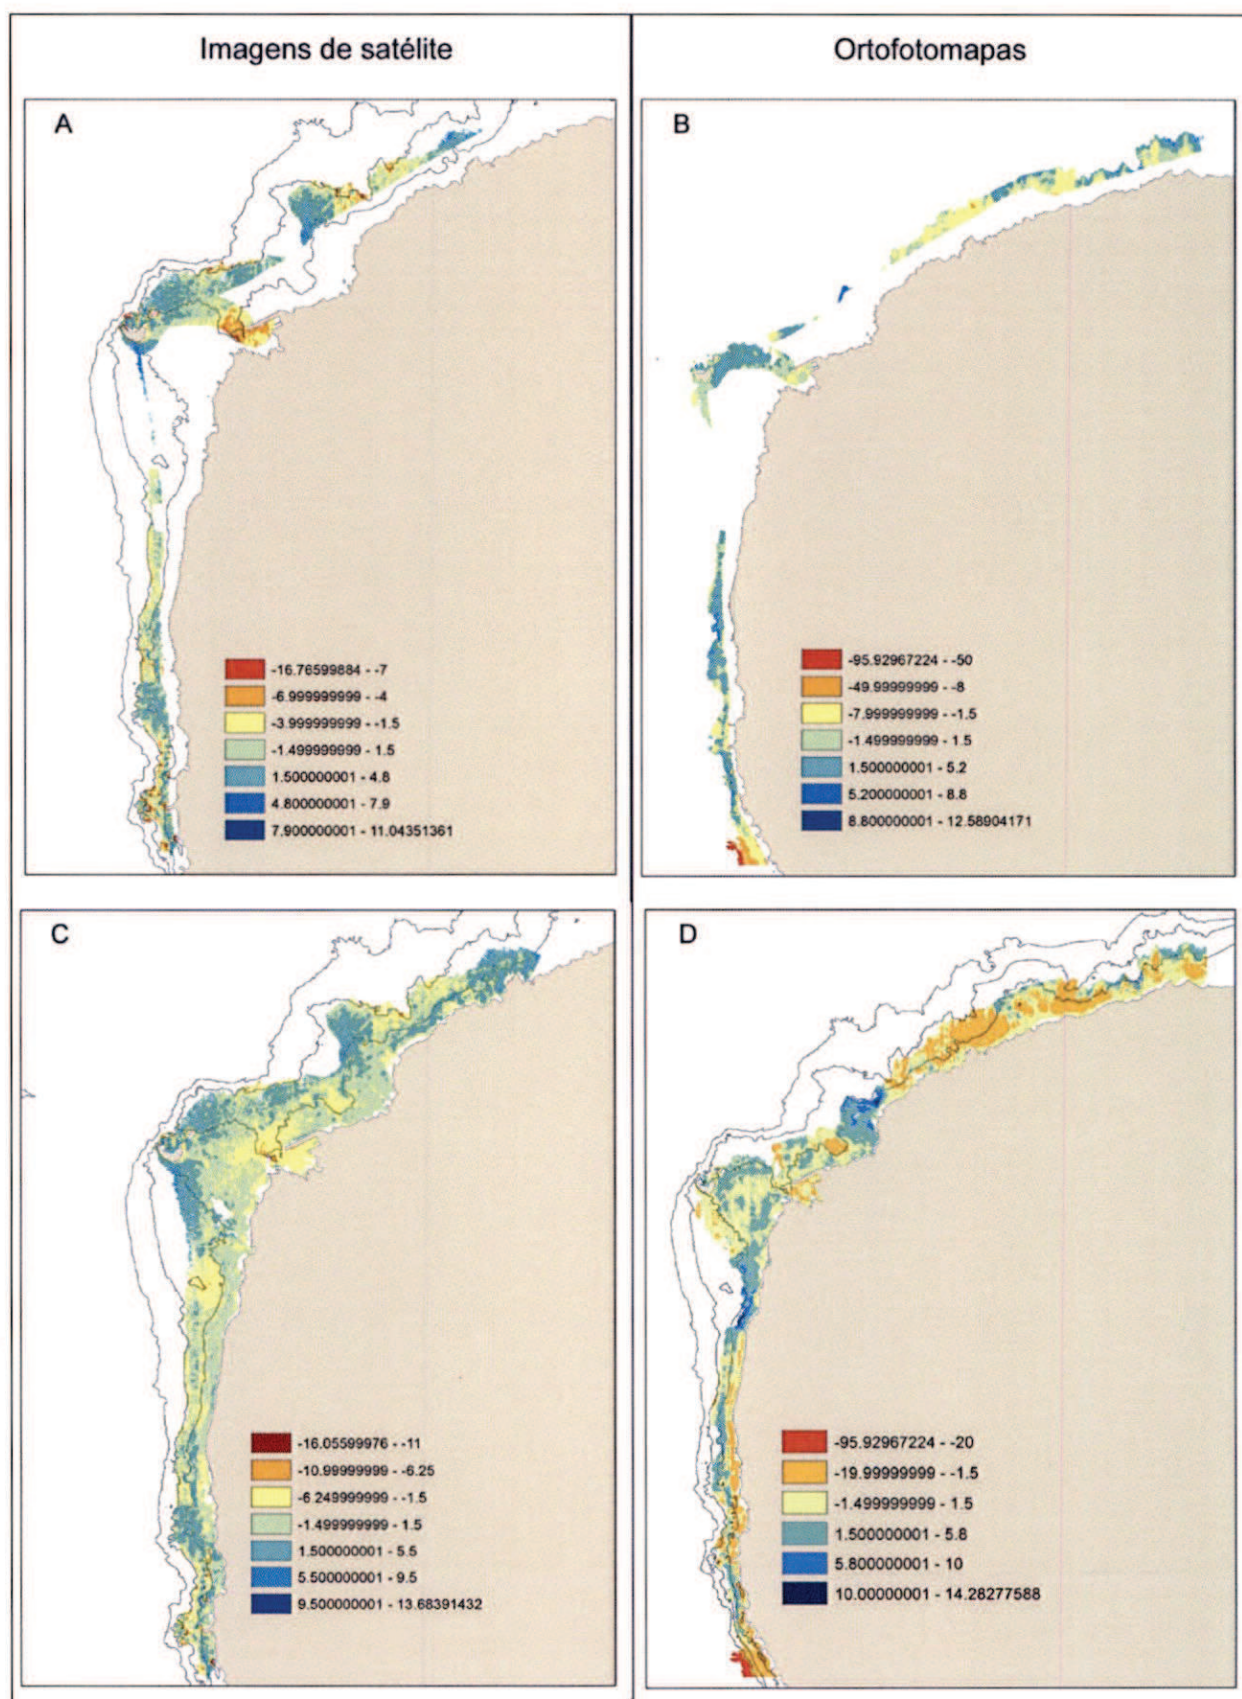 Imagens de satélite
Ortofotomapas
A
-16.76599884 - -7
-6.999999999 - -4
-3.999999999 - -1.5
-1.499999999 - 1.5
1.500000001 - 4.8
4.800000001 - 7.9
7.900000001 - 11.04351361
B
-95.92967224 - -50
-49.99999999 - -8
-7.999999999 - -1.5
-1.499999999 - 1.5
1.500000001 - 5.2
5.200000001 - 8.8
8.800000001 - 12.58904171
C
-16.05599976 - -11
-10.99999999 - -6.25
-6.249999999 - -1.5
-1.499999999 - 1.5
1.500000001 - 5.5
5.500000001 - 9.5
9.500000001 - 13.68391432
D
-95.92967224 - -20
-19.99999999 - -1.5
-1.499999999 - 1.5
1.500000001 - 5.8
5.800000001 - 10
10.00000001 - 14.28277588